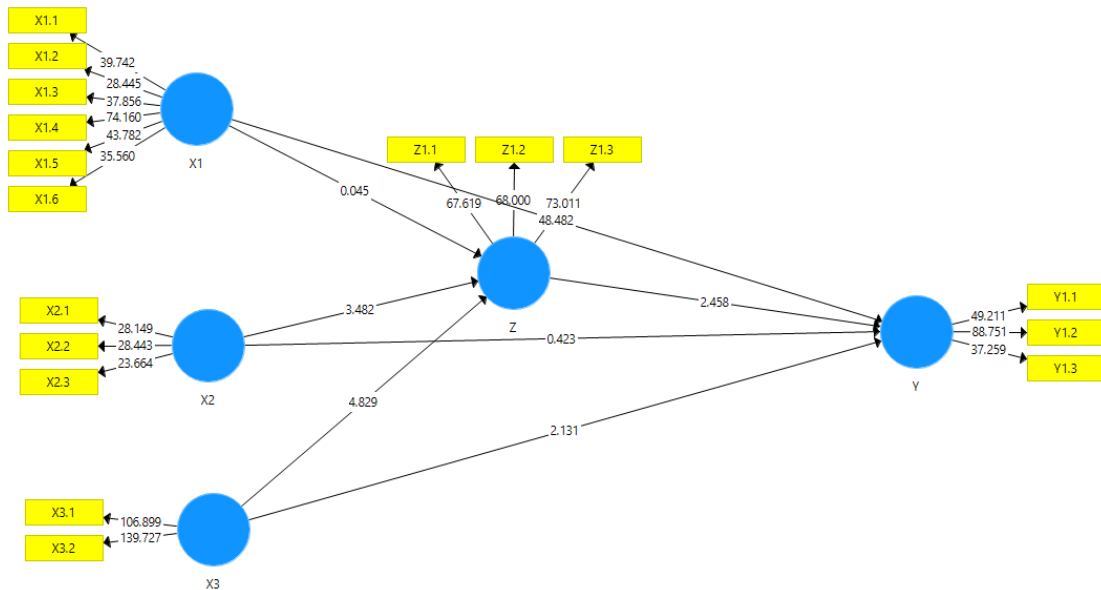 X1.1
X1.2
X1.3
X1.4
X1.5
X1.6
39.742
28.445
37.856
74.160
43.782
35.560
X1
Z1.1
Z1.2
Z1.3
67.619
68.000
73.011
48.482
0.045
Z
X2.1
X2.2
X2.3
28.149
28.443
23.664
X2
3.482
0.423
2.458
4.829
2.131
Y1.1
Y1.2
Y1.3
49.211
88.751
37.259
Y
X3.1
X3.2
106.899
139.727
X3